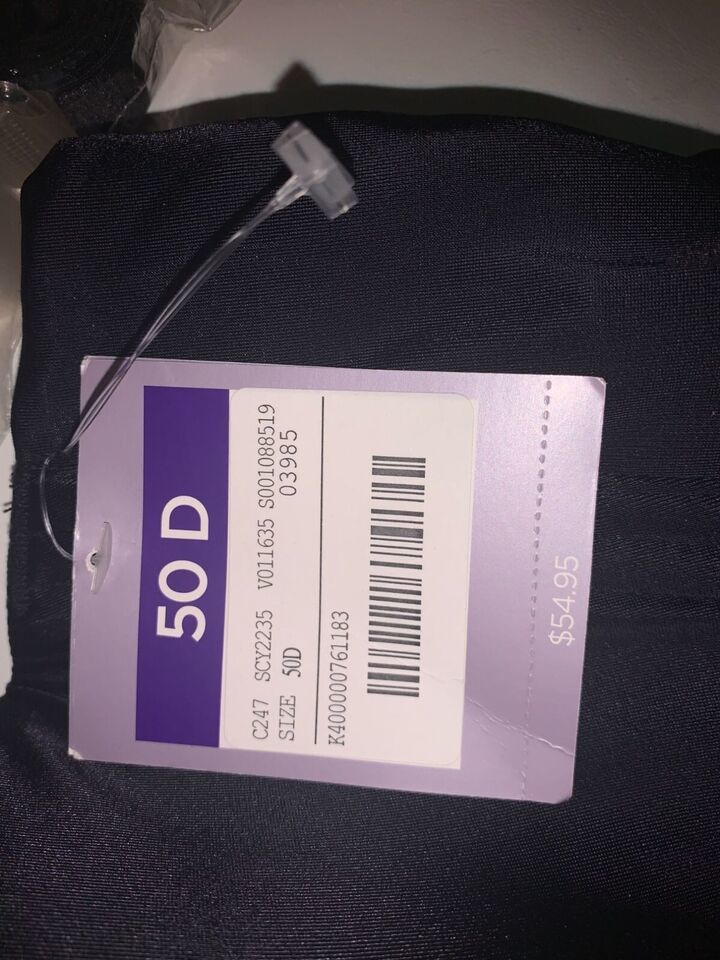 50 D
C247 SCY2235 V011635 S001088519
SIZE 50D 03985
K400000761183
$54.95